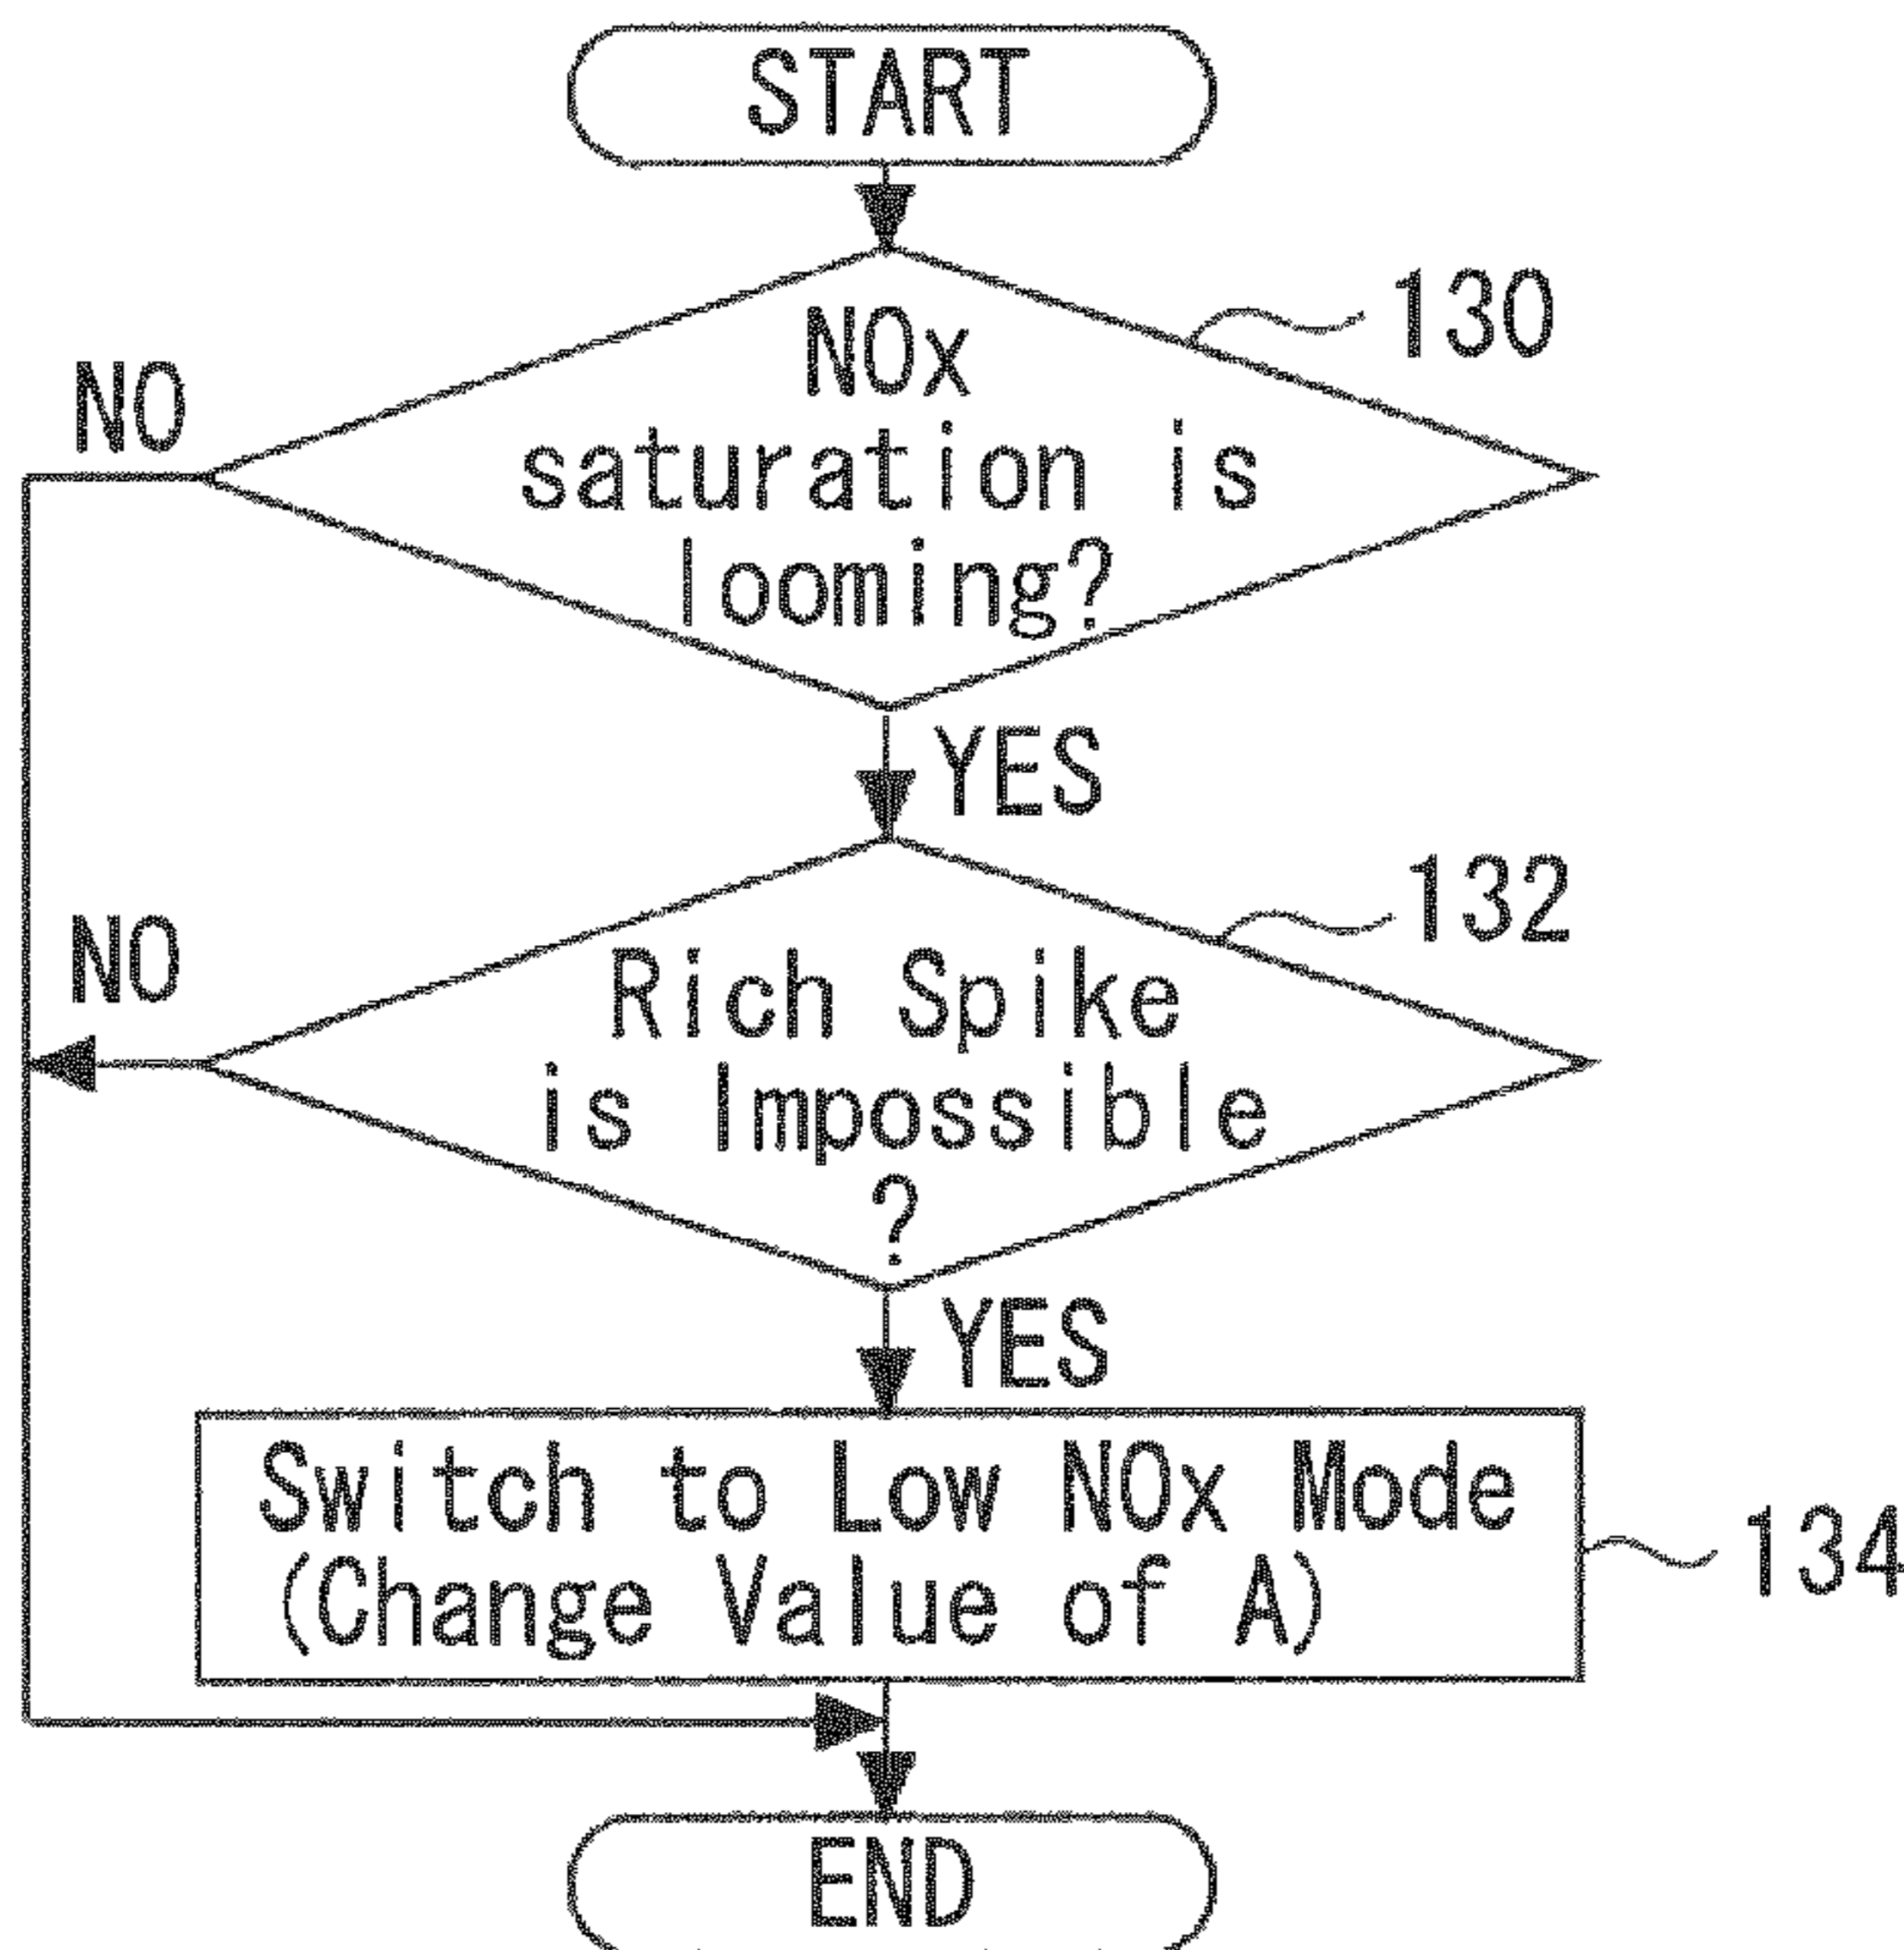 START
130
NOx
saturation is
looming?
NO
YES
132
Rich Spike
is Impossible
?
NO
YES
Switch to Low NOx Mode
(Change Value of A)
134
END